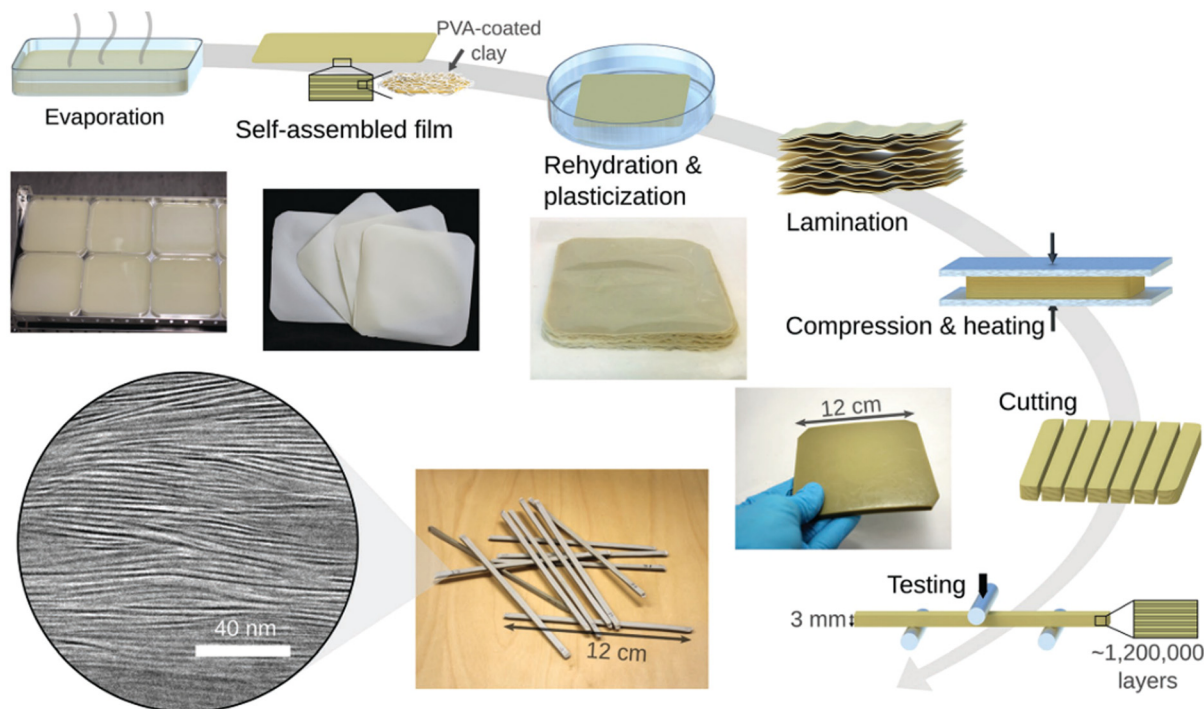 PVA-coated
clay
Evaporation
Self-assembled film
Rehydration &
plasticization
Lamination
Compression & heating
12 cm
Cutting
Testing
3 mm
~1,200,000
layers
40 nm
12 cm